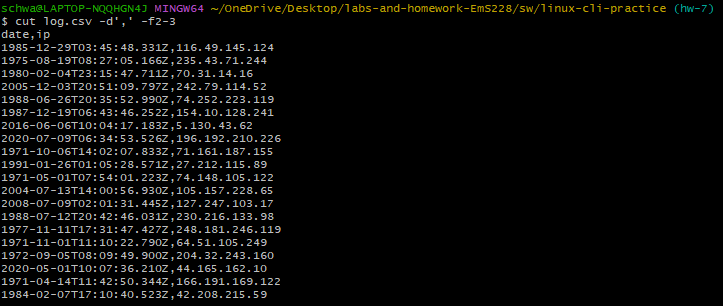 schwa@LAPTOP-NQQHGN4J MINGW64 ~/OneDrive/Desktop/labs-and-homework-EmS228/sw/linux-cli-practice (hw-7)
$ cut log.csv -d',' -f2-3
date,ip
1985-12-29T03:45:48.331Z,116.49.145.124
1975-08-19T08:27:05.166Z,235.43.71.244
1980-02-04T23:15:47.711Z,70.31.14.16
2005-12-03T20:51:09.797Z,242.79.114.52
1988-06-26T20:35:52.990Z,74.252.223.119
1987-12-19T06:43:46.252Z,154.10.128.241
2016-06-06T10:04:17.183Z,5.130.43.62
2020-07-09T06:34:53.526Z,196.192.210.226
1971-10-06T14:02:07.833Z,71.161.187.155
1991-01-26T01:05:28.571Z,27.212.115.89
1971-05-01T07:54:01.223Z,74.148.105.122
2004-07-13T14:00:56.930Z,105.157.228.65
2008-07-09T02:01:31.445Z,127.247.103.17
1988-07-12T20:42:46.031Z,230.216.133.98
1977-11-11T17:31:47.427Z,248.181.246.119
1971-11-01T11:10:22.790Z,64.51.105.249
1972-09-05T08:09:49.900Z,204.32.243.160
2020-05-01T10:07:36.210Z,44.165.162.10
1971-04-14T11:42:50.344Z,166.191.169.122
1984-02-07T17:10:40.523Z,42.208.215.59